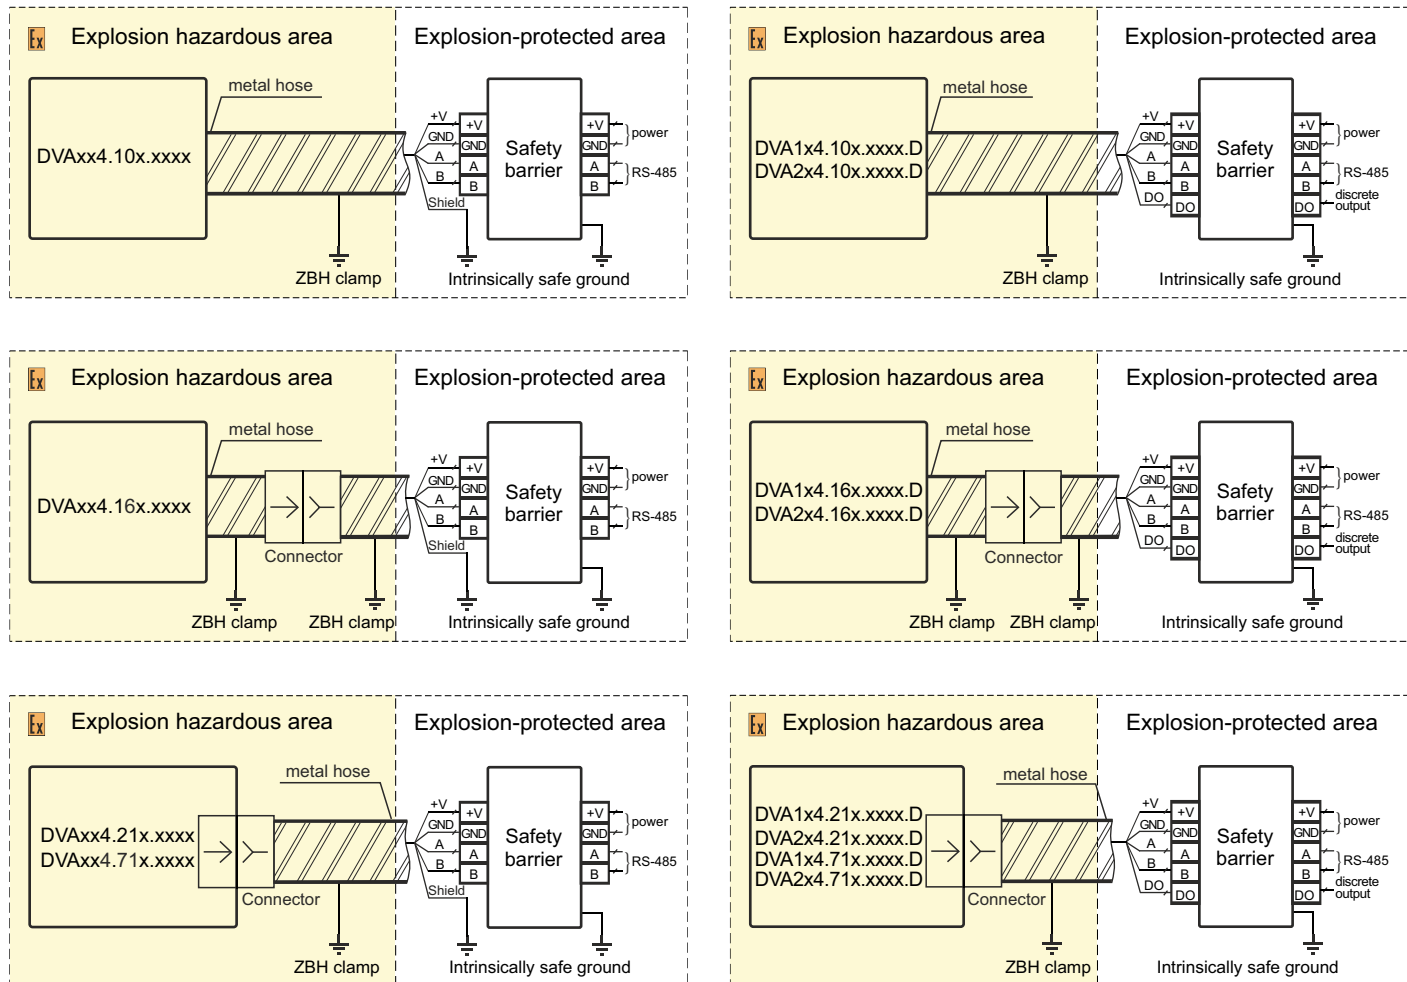 Ex Explosion hazardous area Explosion-protected area
metal hose
DVAxx4.10x.xxxx
+V
GND
A
B
Shield
+V
GND
A
B
Safety
barrier
+V
GND
A
B
power
RS-485
ZBH clamp
Intrinsically safe ground
Ex Explosion hazardous area Explosion-protected area
metal hose
DVA1x4.10x.xxxx.D
DVA2x4.10x.xxxx.D
+V
GND
A
B
DO
+V
GND
A
B
DO
Safety
barrier
+V
GND
A
B
DO
power
RS-485
discrete
output
ZBH clamp
Intrinsically safe ground
Ex Explosion hazardous area Explosion-protected area
metal hose
DVAxx4.16x.xxxx
Connector
+V
GND
A
B
Shield
+V
GND
A
B
Safety
barrier
+V
GND
A
B
power
RS-485
ZBH clamp ZBH clamp
Intrinsically safe ground
Ex Explosion hazardous area Explosion-protected area
metal hose
DVA1x4.16x.xxxx.D
DVA2x4.16x.xxxx.D
Connector
+V
GND
A
B
DO
+V
GND
A
B
DO
Safety
barrier
+V
GND
A
B
DO
power
RS-485
discrete
output
ZBH clamp ZBH clamp
Intrinsically safe ground
Ex Explosion hazardous area Explosion-protected area
metal hose
DVAxx4.21x.xxxx
DVAxx4.71x.xxxx
Connector
+V
GND
A
B
Shield
+V
GND
A
B
Safety
barrier
+V
GND
A
B
power
RS-485
ZBH clamp
Intrinsically safe ground
Ex Explosion hazardous area Explosion-protected area
metal hose
DVA1x4.21x.xxxx.D
DVA2x4.21x.xxxx.D
DVA1x4.71x.xxxx.D
DVA2x4.71x.xxxx.D
Connector
+V
GND
A
B
DO
+V
GND
A
B
DO
Safety
barrier
+V
GND
A
B
DO
power
RS-485
discrete
output
ZBH clamp
Intrinsically safe ground